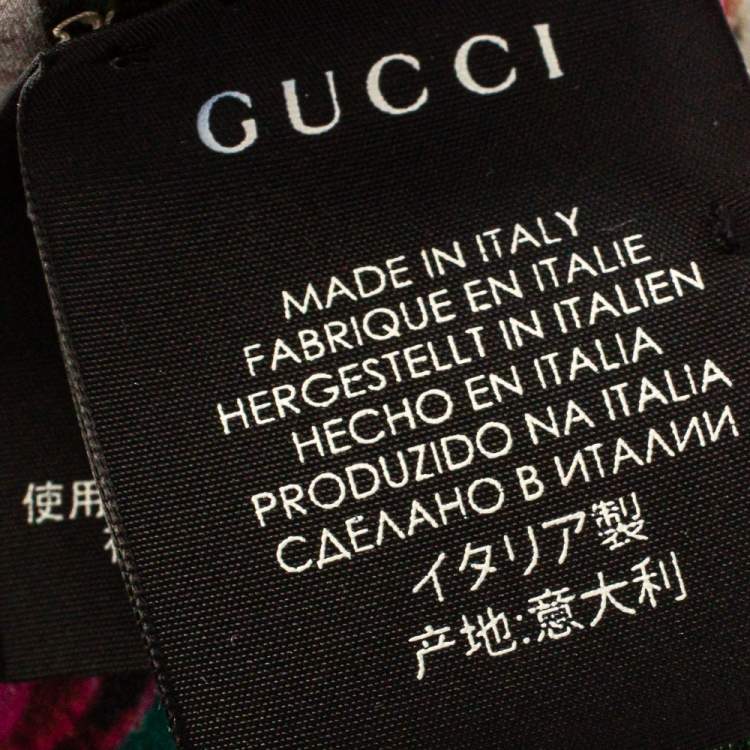 GUCCI
MADE IN ITALY
FABRIQUE EN ITALIE
HERGESTELLT IN ITALIEN
HECHO EN ITALIA
PRODUZIDO NA ITALIA
СДЕЛАНО В ИТАЛИИ
イタリア製
产地:意大利
使用